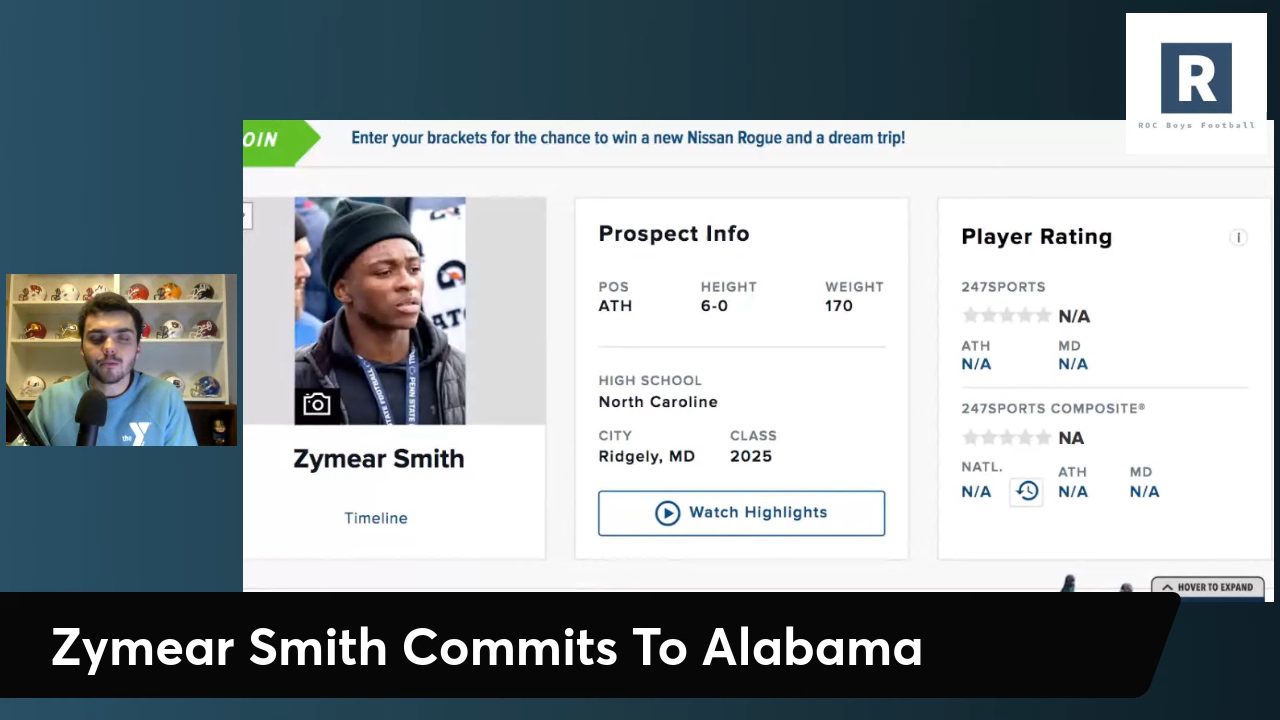 R
ROC Boys Football
OIN
Enter your brackets for the chance to win a new Nissan Rogue and a dream trip!
Zymear Smith
Timeline
Prospect Info
POS HEIGHT WEIGHT
ATH 6-0 170
HIGH SCHOOL
North Caroline
CITY CLASS
Ridgely, MD 2025
Watch Highlights
Player Rating
247SPORTS
N/A
ATH MD
N/A N/A
247SPORTS COMPOSITE®
NA
NATL. ATH MD
N/A N/A N/A
HOVER TO EXPAND
the Y
Zymear Smith Commits To Alabama